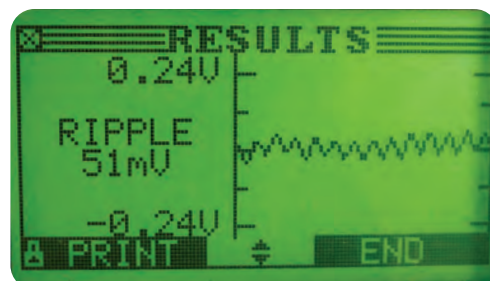 RESULTS
0.24V
RIPPLE
51mV
-0.24V
PRINT
END